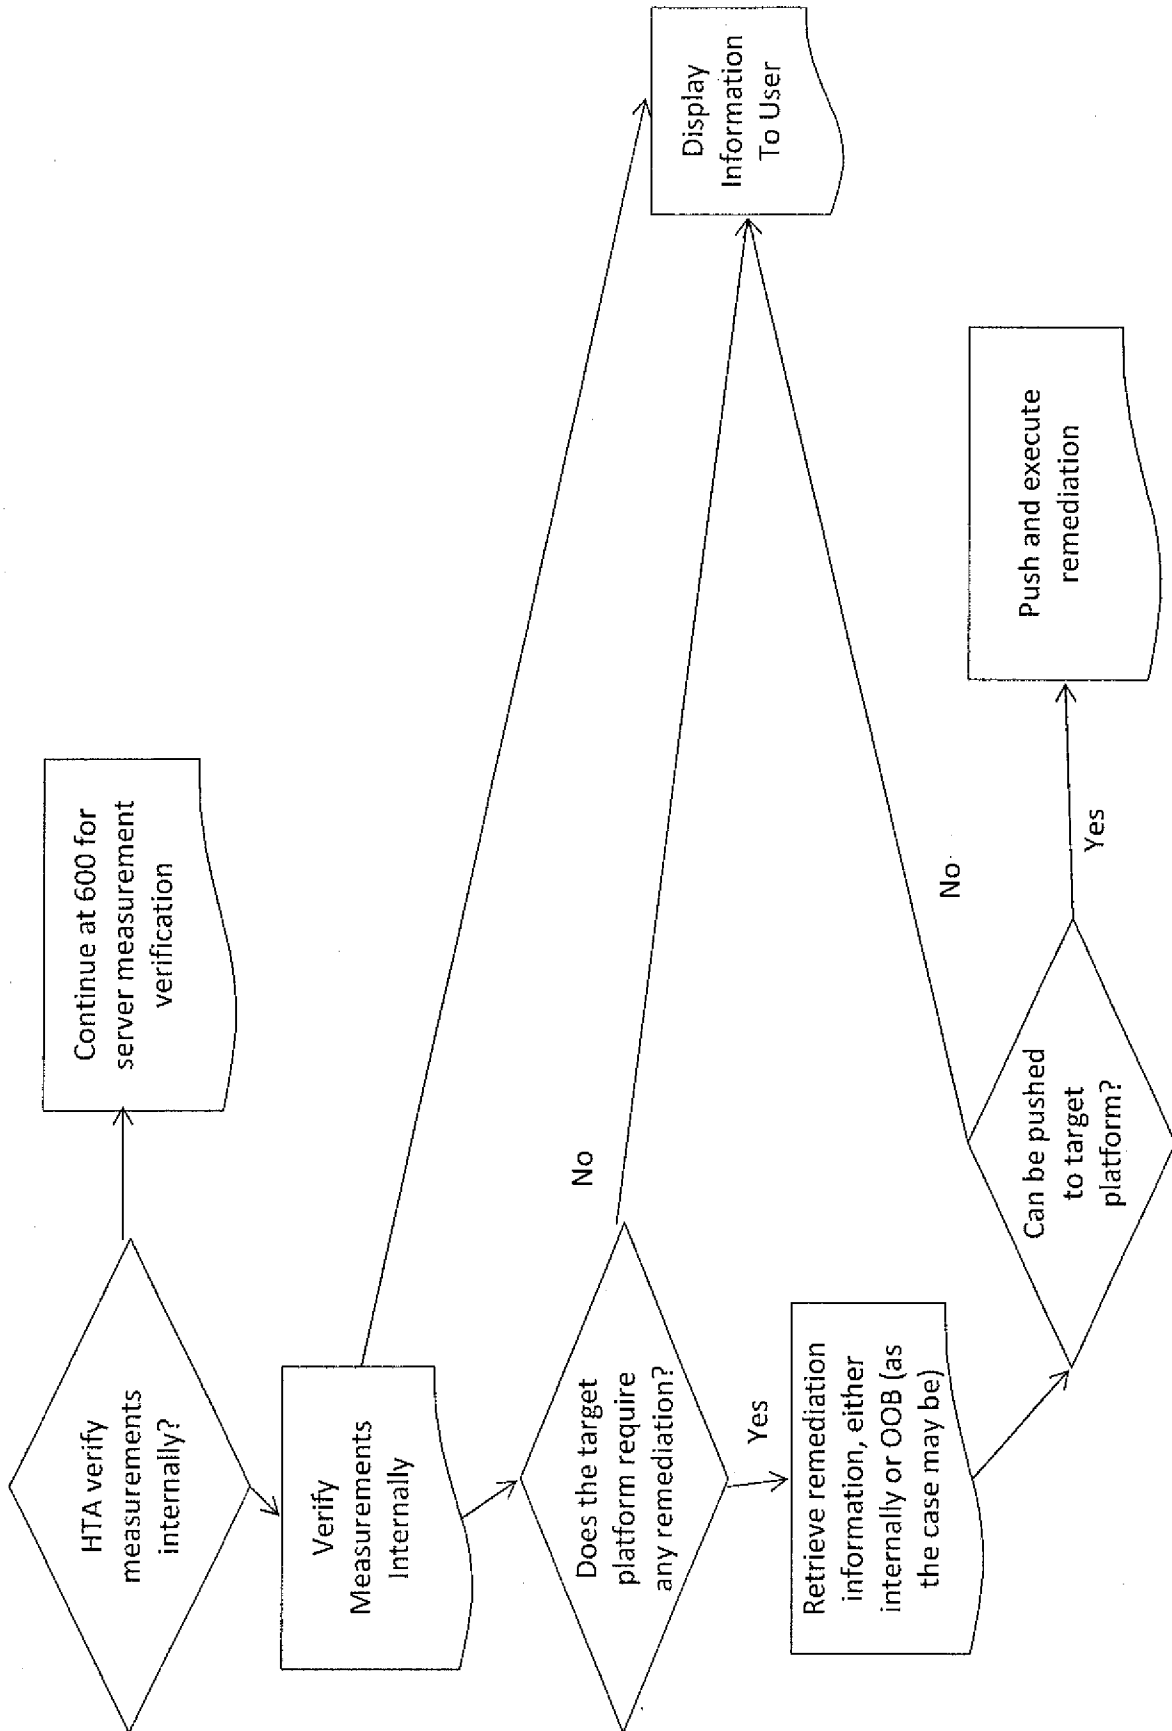 HTA verify
measurements
internally?
Continue at 600 for
server measurement
verification
Verify
Measurements
Internally
Does the target
platform require
any remediation?
No
Yes
Display
Information
To User
Retrieve remediation
information, either
internally or OOB (as
the case may be)
Can be pushed
to target
platform?
No
Yes
Push and execute
remediation